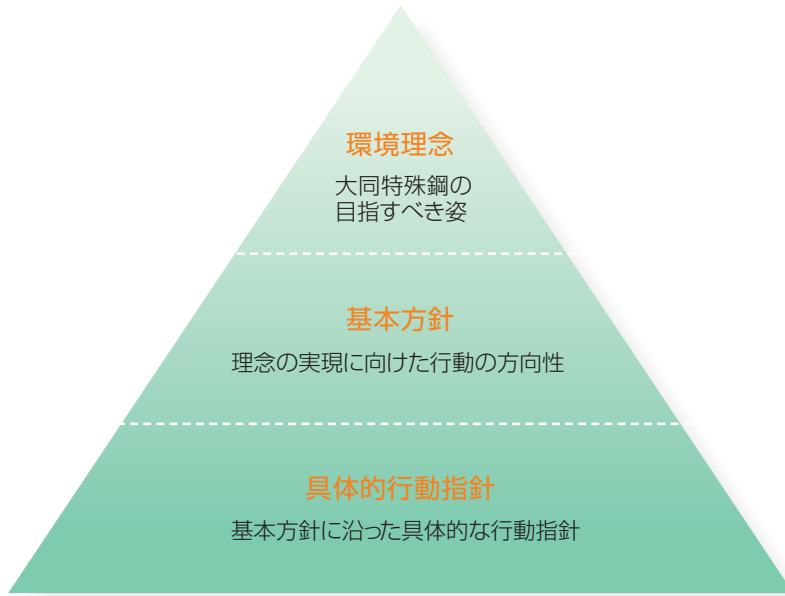 環境理念
大同特殊鋼の
目指すべき姿
基本方針
理念の実現に向けた行動の方向性
具体的行動指針
基本方針に沿った具体的な行動指針